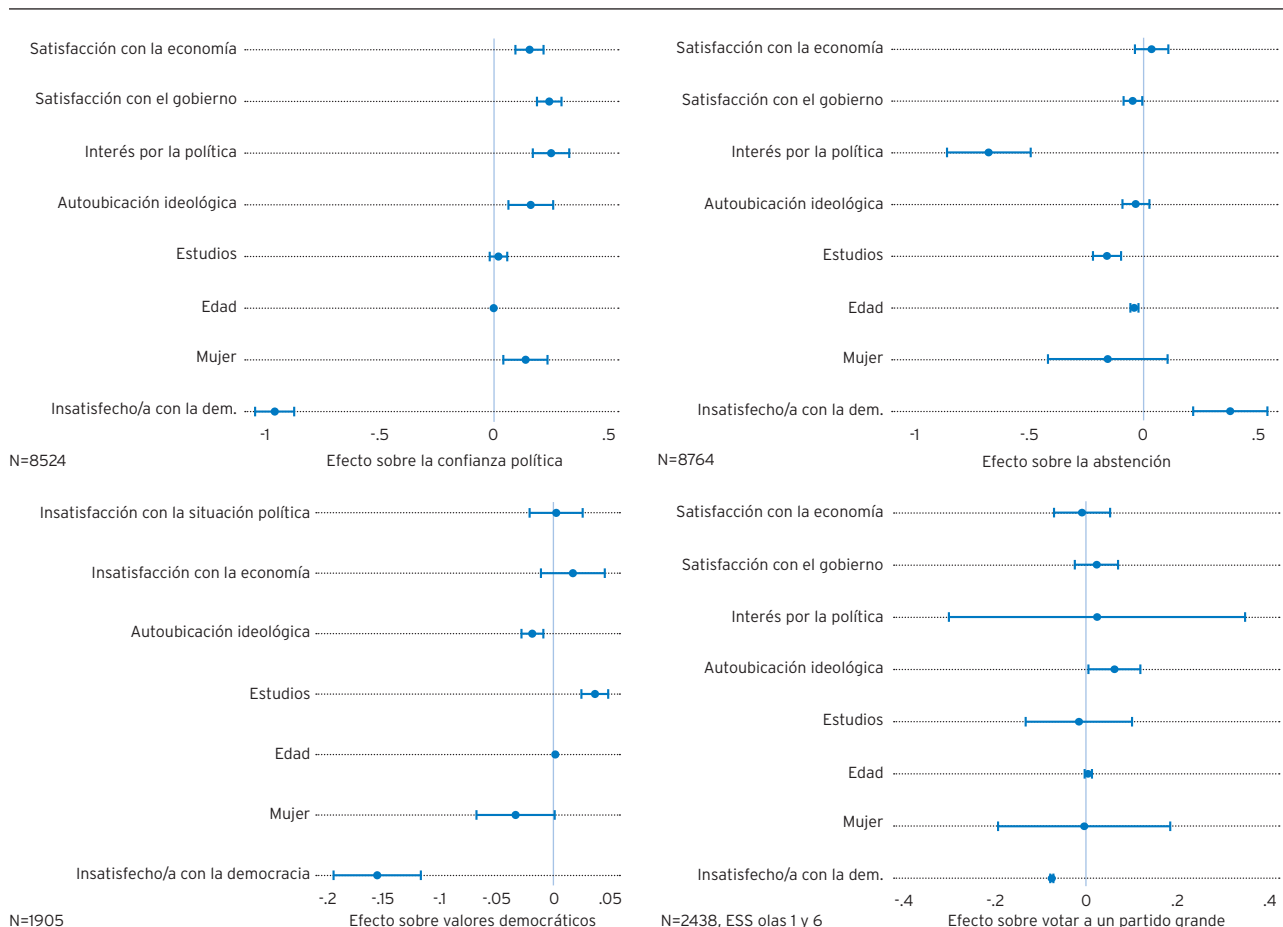 Satisfacción con la economía
Satisfacción con el gobierno
Interés por la política
Autoubicación ideológica
Estudios
Edad
Mujer
Insatisfecho/a con la dem.
-1 -.5 0 .5
N=8524 Efecto sobre la confianza política
Satisfacción con la economía
Satisfacción con el gobierno
Interés por la política
Autoubicación ideológica
Estudios
Edad
Mujer
Insatisfecho/a con la dem.
-1 -.5 0 .5
N=8764 Efecto sobre la abstención
Insatisfacción con la situación política
Insatisfacción con la economía
Autoubicación ideológica
Estudios
Edad
Mujer
Insatisfecho/a con la democracia
-.2 -.15 -.1 -.05 0 .05
N=1905 Efecto sobre valores democráticos
Satisfacción con la economía
Satisfacción con el gobierno
Interés por la política
Autoubicación ideológica
Estudios
Edad
Mujer
Insatisfecho/a con la dem.
-.4 -.2 0 .2 .4
N=2438, ESS olas 1 y 6 Efecto sobre votar a un partido grande